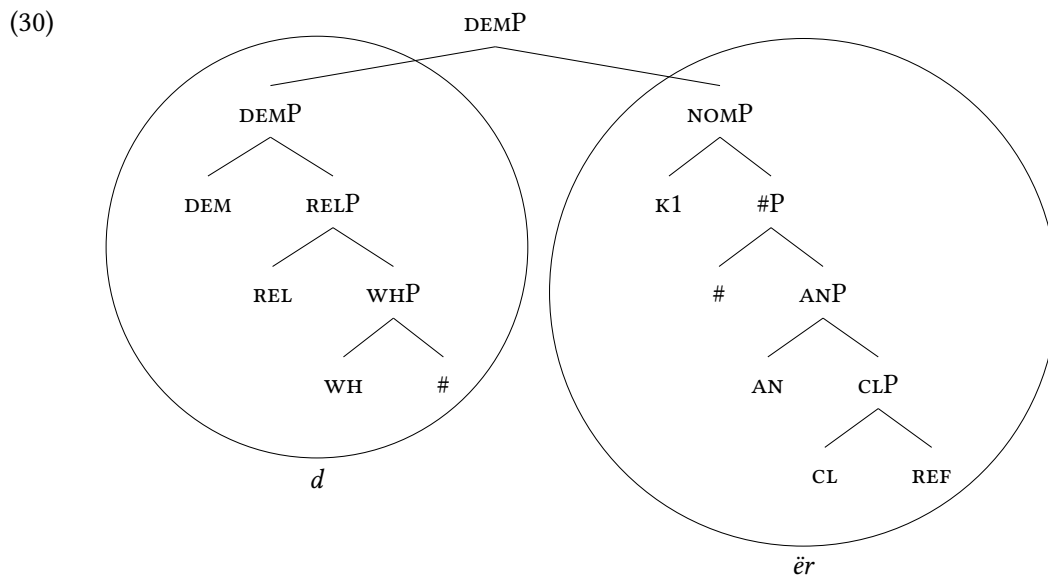 (30)
DEMP
DEMP NOMP
DEM RELP K1 #P
REL WHP # ANP
WH # AN CLP
d CL REF
ër